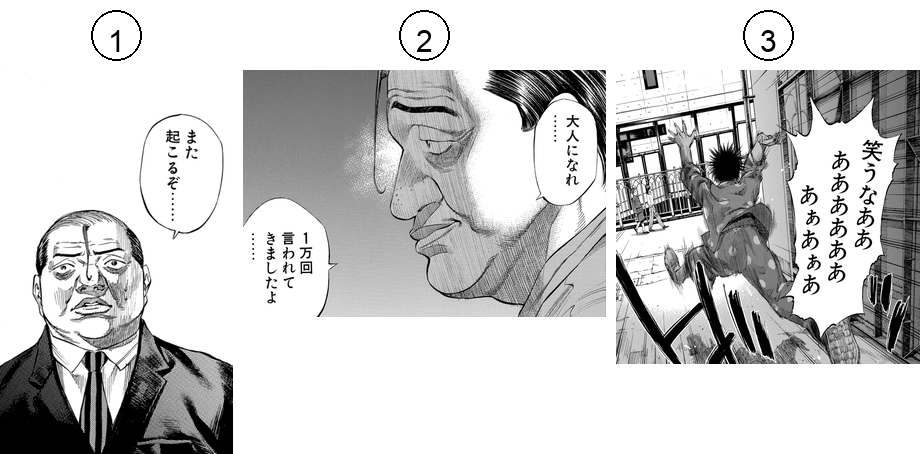 1
2
3
また
起こるぞ……
大人になれ
……
1万回
言われて
きましたよ
……
笑うなああ
ああああああ
あぁあぁあ